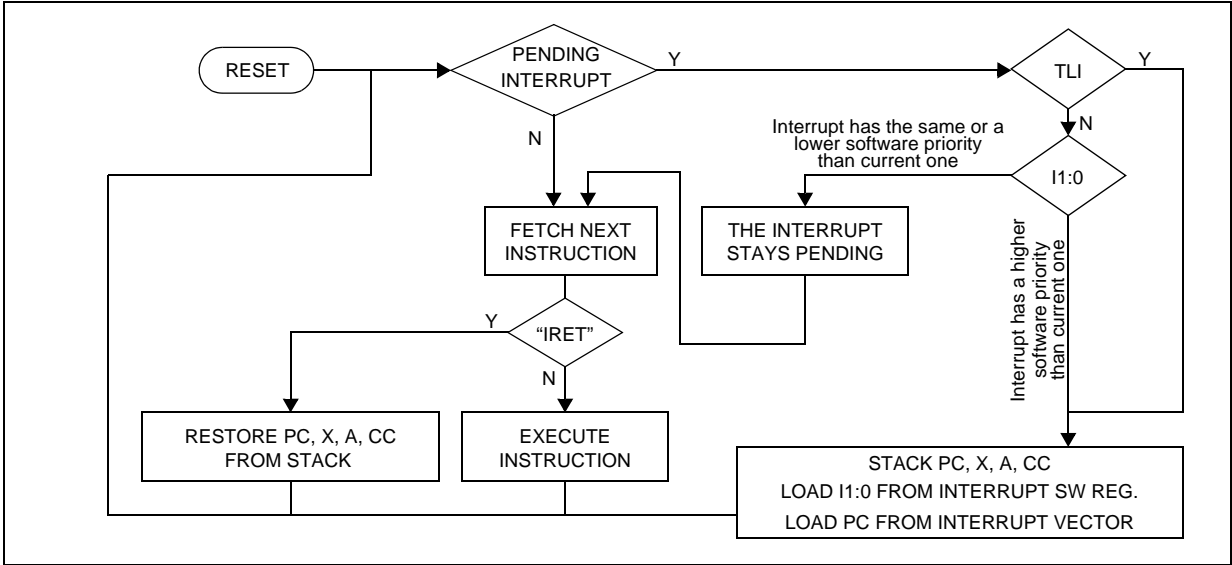 RESET
PENDING
INTERRUPT
Y
TLI
Y
N
N
Interrupt has the same or a
lower software priority
than current one
I1:0
FETCH NEXT
INSTRUCTION
THE INTERRUPT
STAYS PENDING
Interrupt has a higher
software priority
than current one
Y
“IRET”
N
RESTORE PC, X, A, CC
FROM STACK
EXECUTE
INSTRUCTION
STACK PC, X, A, CC
LOAD I1:0 FROM INTERRUPT SW REG.
LOAD PC FROM INTERRUPT VECTOR